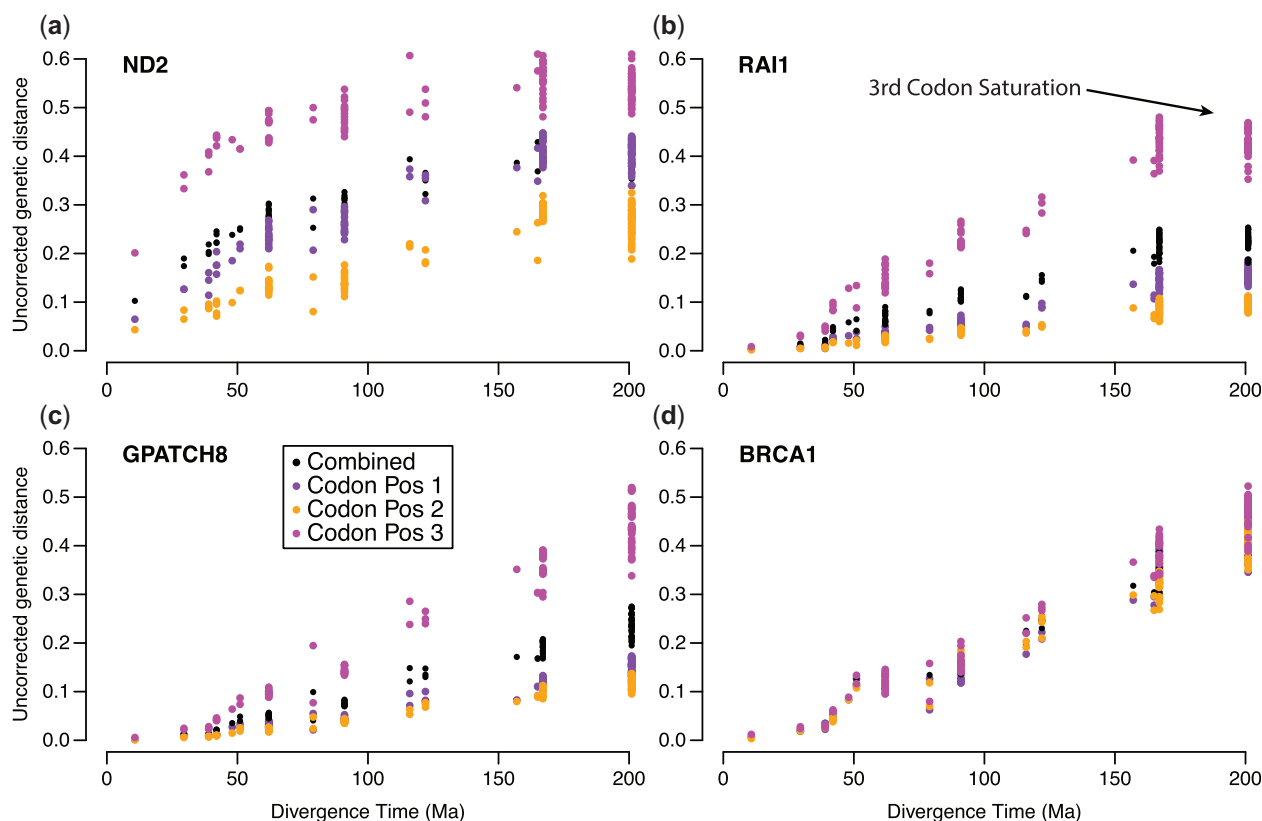 (a)
ND2
Uncorrected genetic distance
0.6
0.5
0.4
0.3
0.2
0.1
0.0
0
50
100
150
200
(b)
RAI1
3rd Codon Saturation
0.6
0.5
0.4
0.3
0.2
0.1
0.0
0
50
100
150
200
(c)
GPATCH8
Uncorrected genetic distance
0.6
0.5
0.4
0.3
0.2
0.1
0.0
Combined
Codon Pos 1
Codon Pos 2
Codon Pos 3
0
50
100
150
200
Divergence Time (Ma)
(d)
BRCA1
0.6
0.5
0.4
0.3
0.2
0.1
0.0
0
50
100
150
200
Divergence Time (Ma)